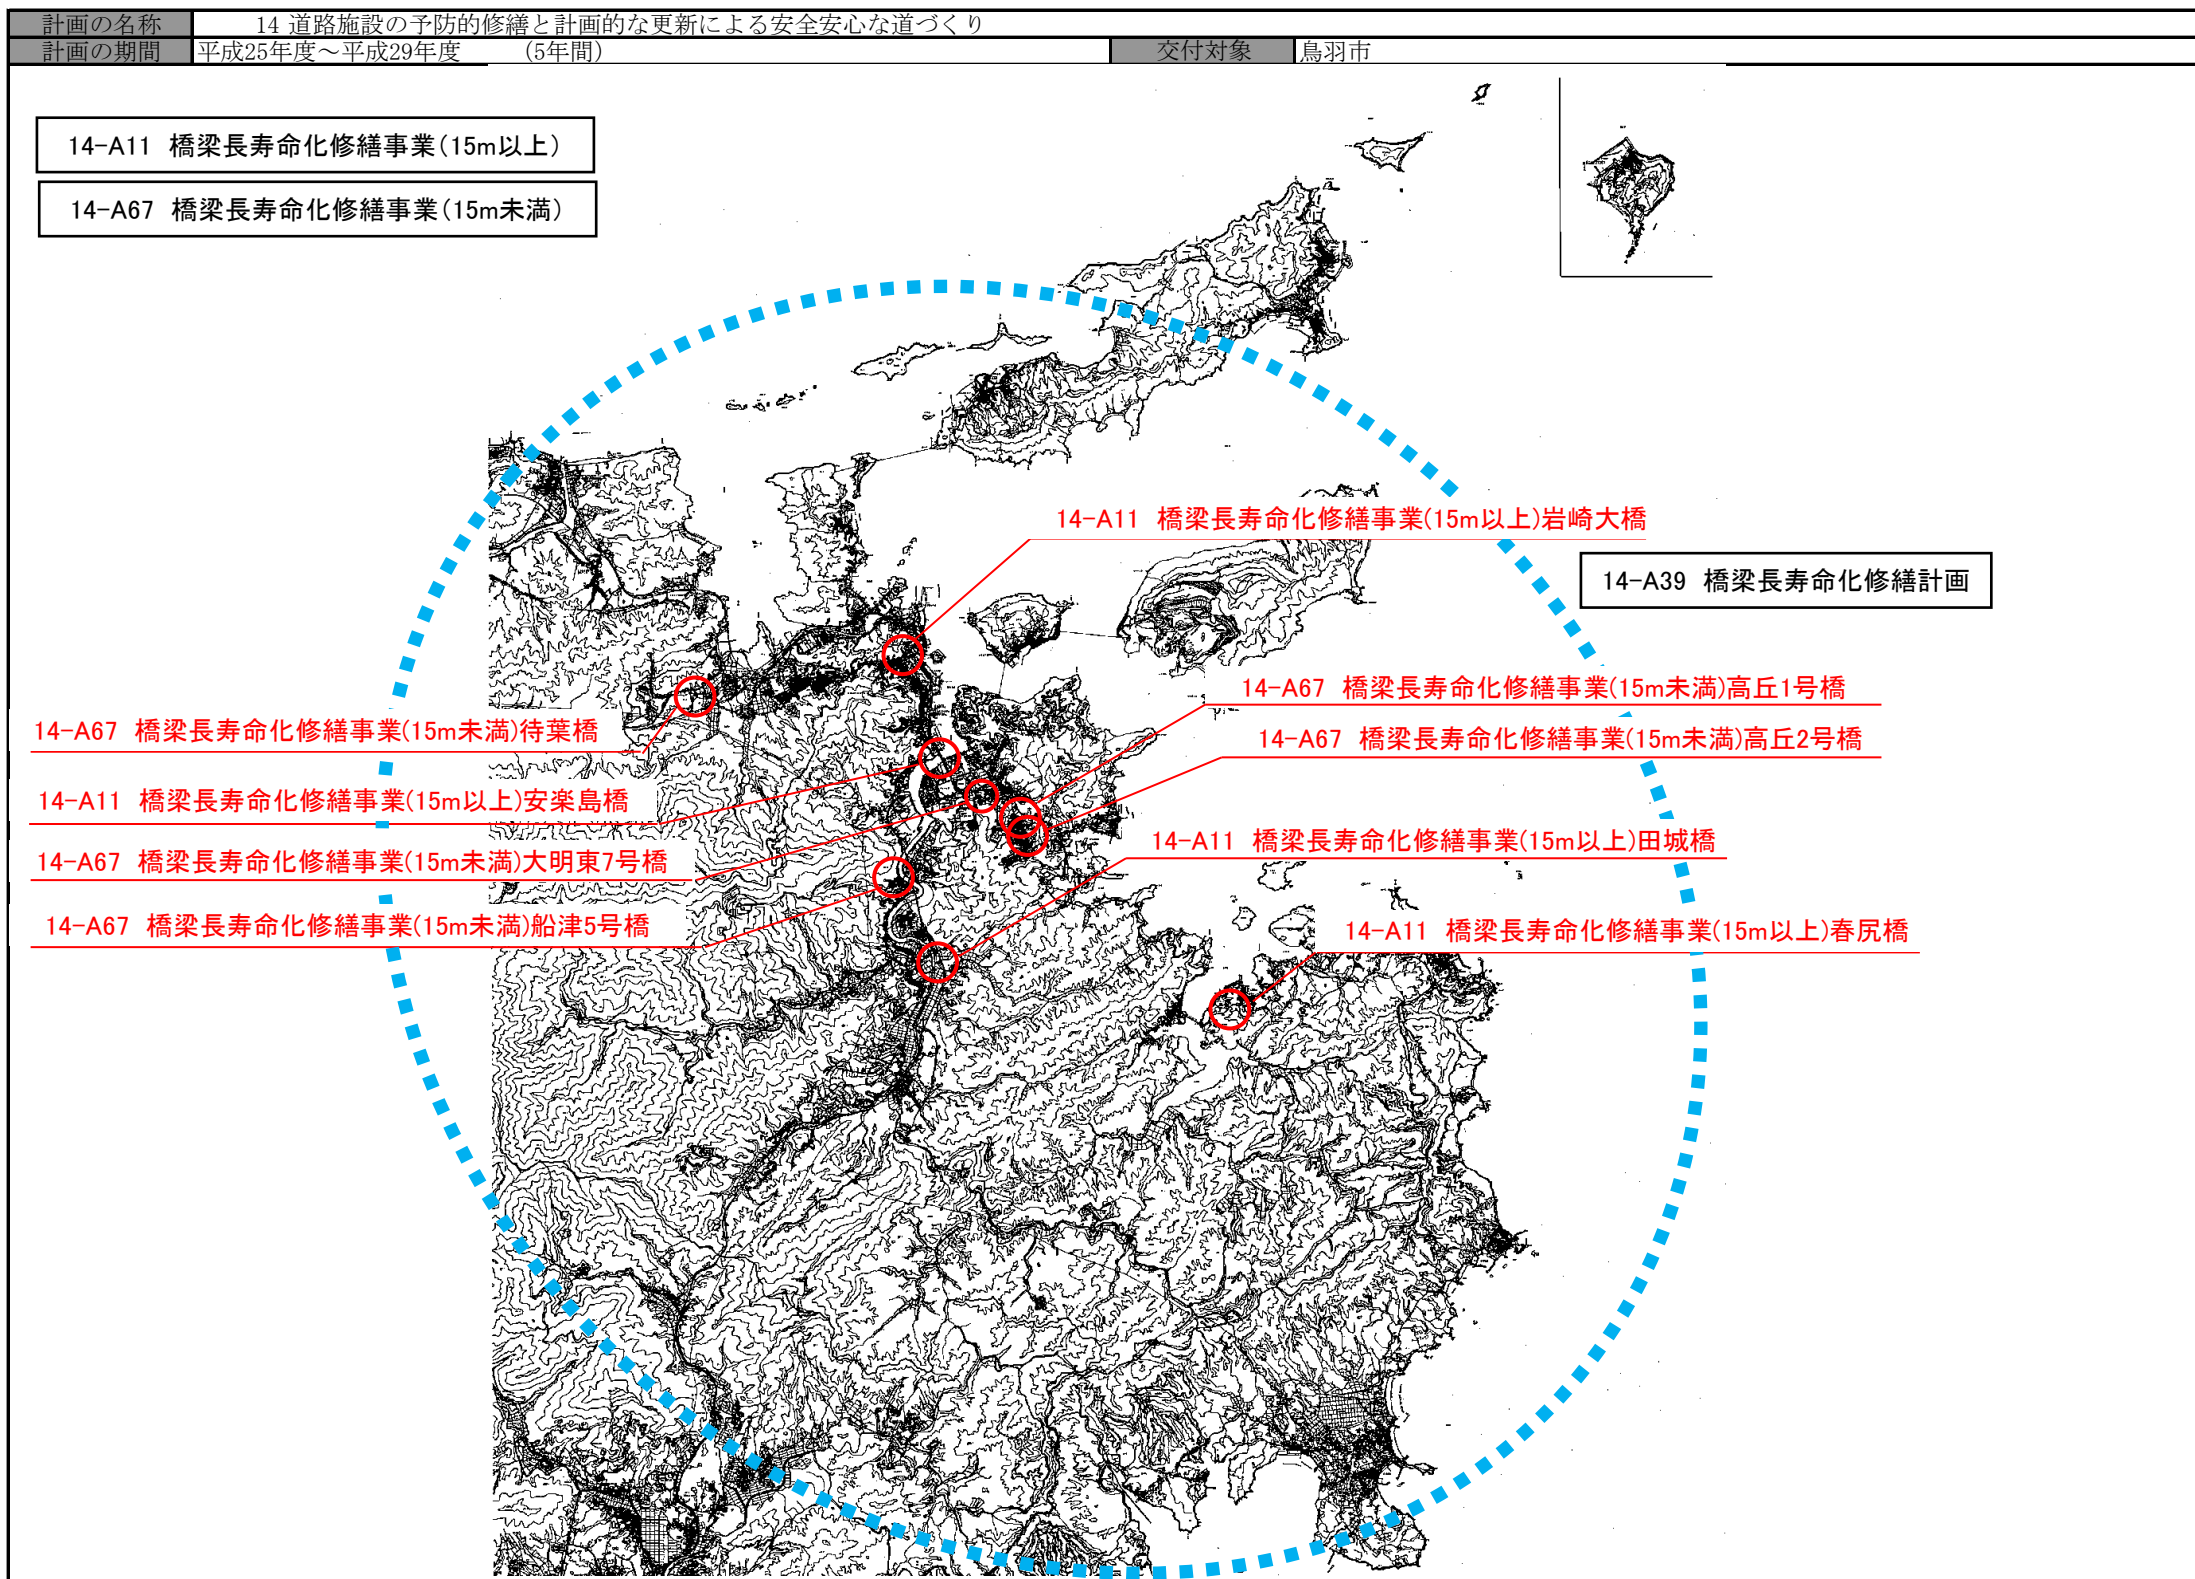 計画の名称 14 道路施設の予防的修繕と計画的な更新による安全安心な道づくり
計画の期間 平成25年度～平成29年度 (5年間) 交付対象 鳥羽市
14-A11 橋梁長寿命化修繕事業(15m以上)
14-A67 橋梁長寿命化修繕事業(15m未満)
14-A11 橋梁長寿命化修繕事業(15m以上)岩崎大橋
14-A39 橋梁長寿命化修繕計画
14-A67 橋梁長寿命化修繕事業(15m未満)高丘1号橋
14-A67 橋梁長寿命化修繕事業(15m未満)待葉橋
14-A67 橋梁長寿命化修繕事業(15m未満)高丘2号橋
14-A11 橋梁長寿命化修繕事業(15m以上)安楽島橋
14-A11 橋梁長寿命化修繕事業(15m以上)田城橋
14-A67 橋梁長寿命化修繕事業(15m未満)大明東7号橋
14-A67 橋梁長寿命化修繕事業(15m未満)船津5号橋
14-A11 橋梁長寿命化修繕事業(15m以上)春尻橋